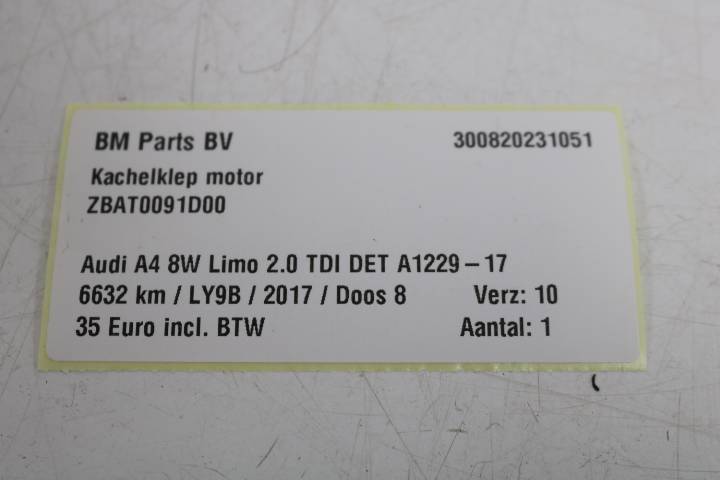 BM Parts BV 300820231051
Kachelklep motor
ZBAT0091D00
Audi A4 8W Limo 2.0 TDI DET A1229-17
6632 km / LY9B / 2017 / Doos 8 Verz: 10
35 Euro incl. BTW Aantal: 1